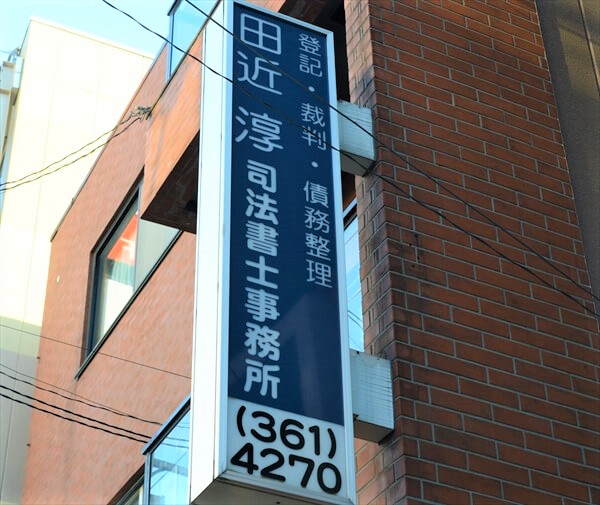 登記・裁判・債務整理
田近 淳 司法書士事務所
(361)
4270